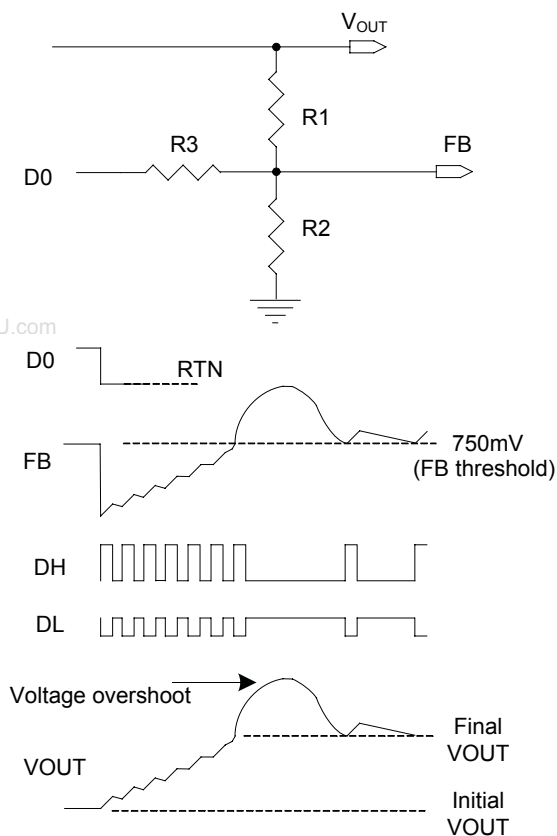 VOUT
R1
R3
FB
D0
R2
U.com
D0
RTN
750mV
(FB threshold)
FB
DH
DL
Voltage overshoot
Final
VOUT
VOUT
Initial
VOUT